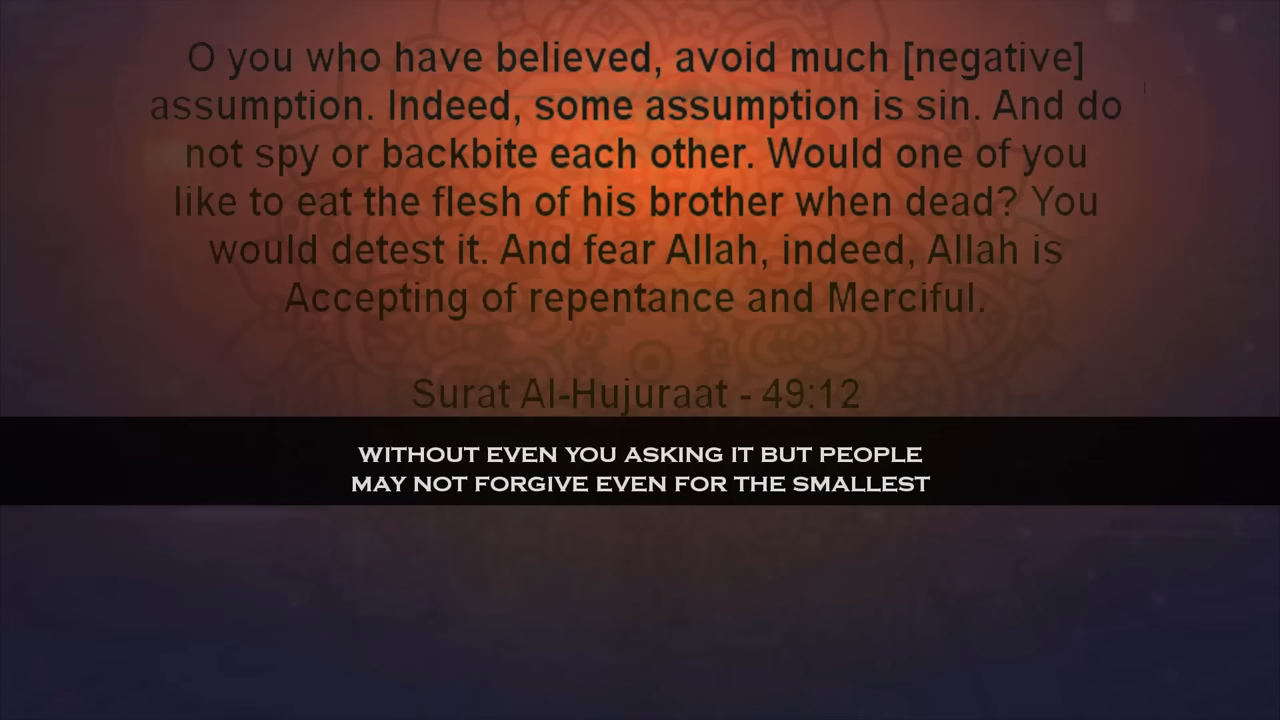 O you who have believed, avoid much [negative]
assumption. Indeed, some assumption is sin. And do
not spy or backbite each other. Would one of you
like to eat the flesh of his brother when dead? You
would detest it. And fear Allah, indeed, Allah is
Accepting of repentance and Merciful.
Surat Al-Hujuraat - 49:12
WITHOUT EVEN YOU ASKING IT BUT PEOPLE
MAY NOT FORGIVE EVEN FOR THE SMALLEST